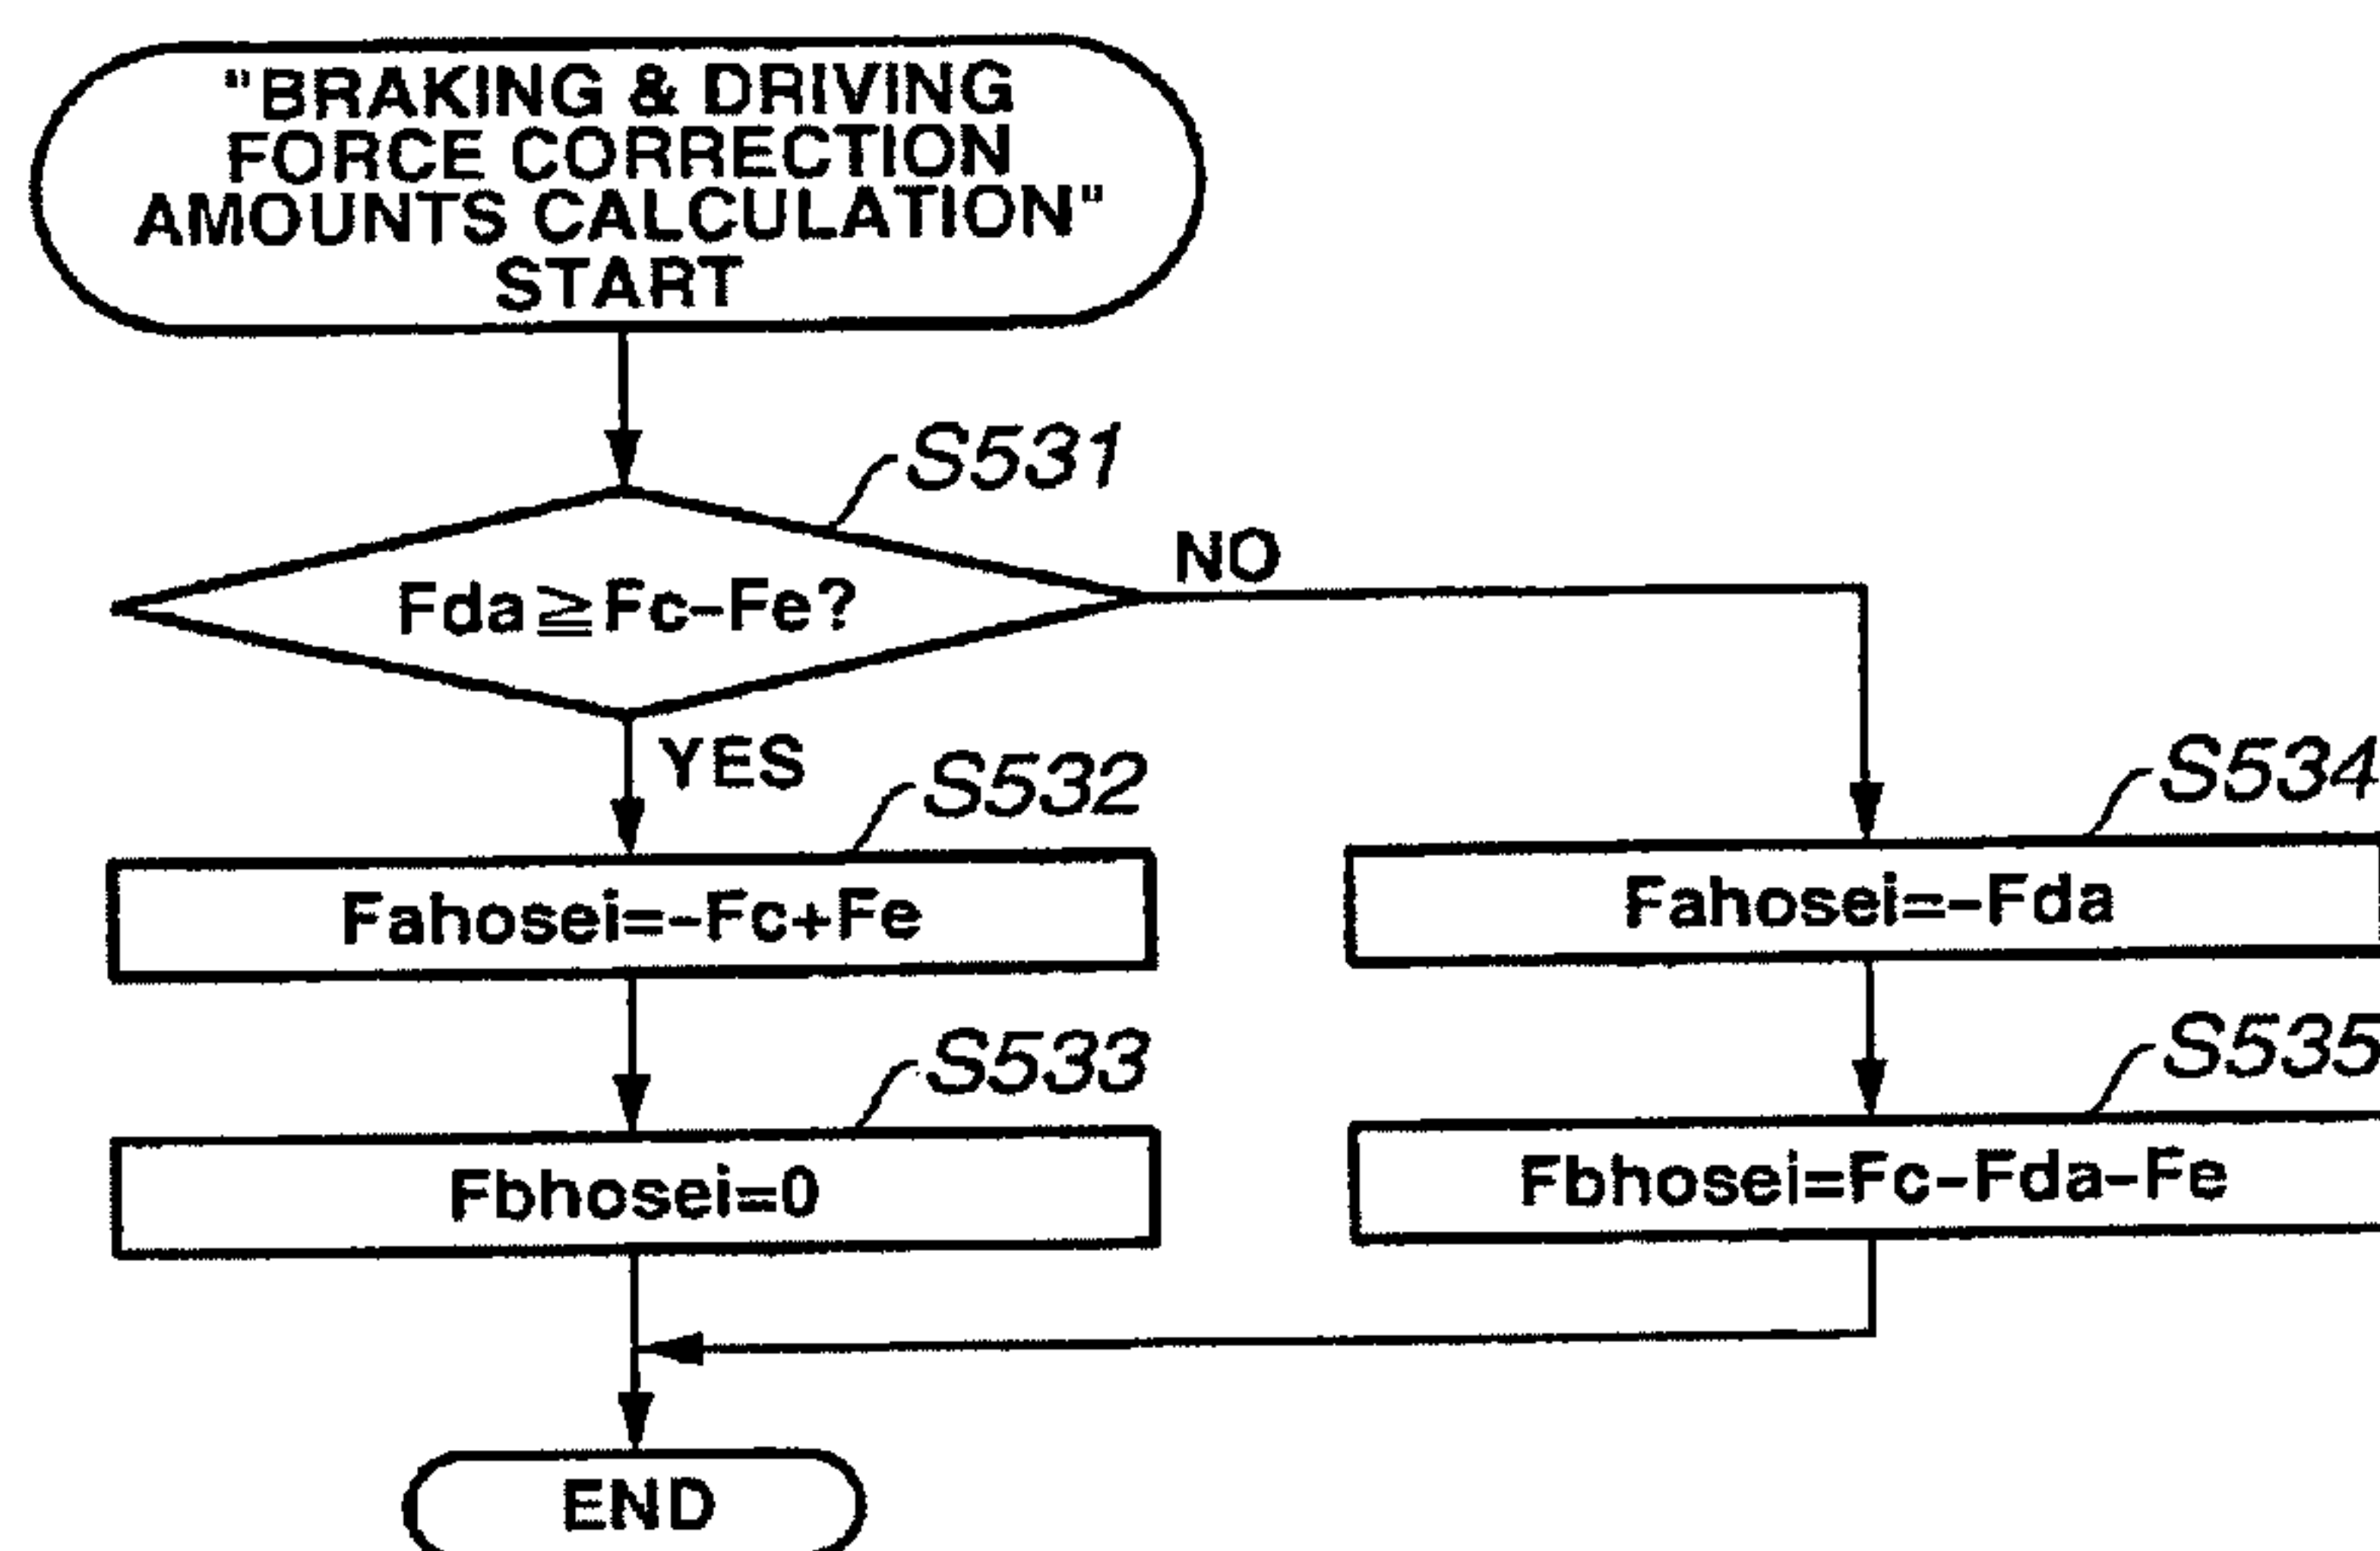 "BRAKING & DRIVING
FORCE CORRECTION
AMOUNTS CALCULATION"
START
S531
Fda≧Fc-Fe?
NO
YES
S532
Fahosei=-Fc+Fe
S533
Fbhosei=0
S534
Fahosei=-Fda
S535
Fbhosei=Fc-Fda-Fe
END